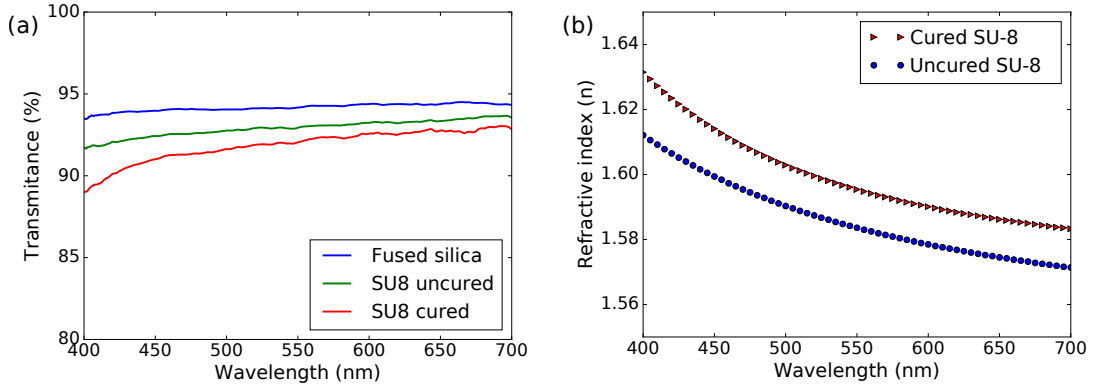 (a)
100
95
90
85
80
Transmitance (%)
Fused silica
SU8 uncured
SU8 cured
400 450 500 550 600 650 700
Wavelength (nm)
(b)
1.64
1.62
1.60
1.58
1.56
Refractive index (n)
Cured SU-8
Uncured SU-8
400 450 500 550 600 650 700
Wavelength (nm)